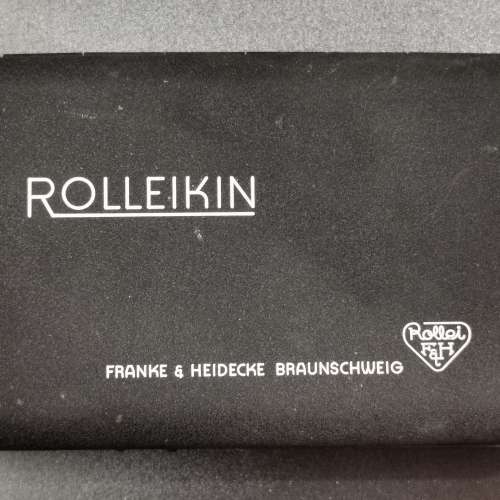 ROLLEIKIN
Rollei
F&H
FRANKE & HEIDECKE BRAUNSCHWEIG